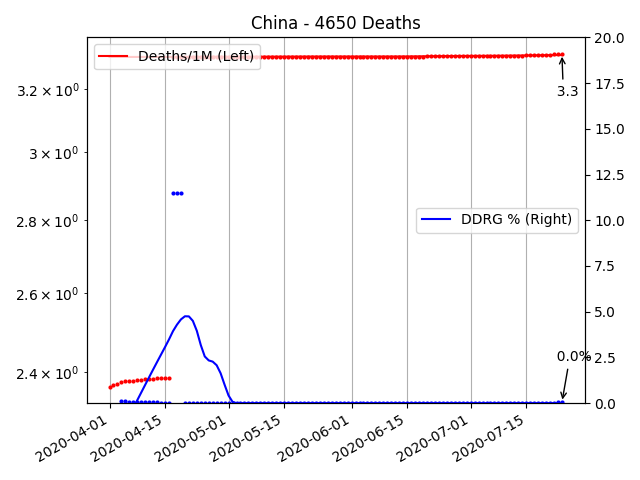 China - 4650 Deaths
Deaths/1M (Left)
DDRG % (Right)
3.3
0.0%
3.2 × 10⁰
3 × 10⁰
2.8 × 10⁰
2.6 × 10⁰
2.4 × 10⁰
20.0
17.5
15.0
12.5
10.0
7.5
5.0
2.5
0.0
2020-04-01
2020-04-15
2020-05-01
2020-05-15
2020-06-01
2020-06-15
2020-07-01
2020-07-15